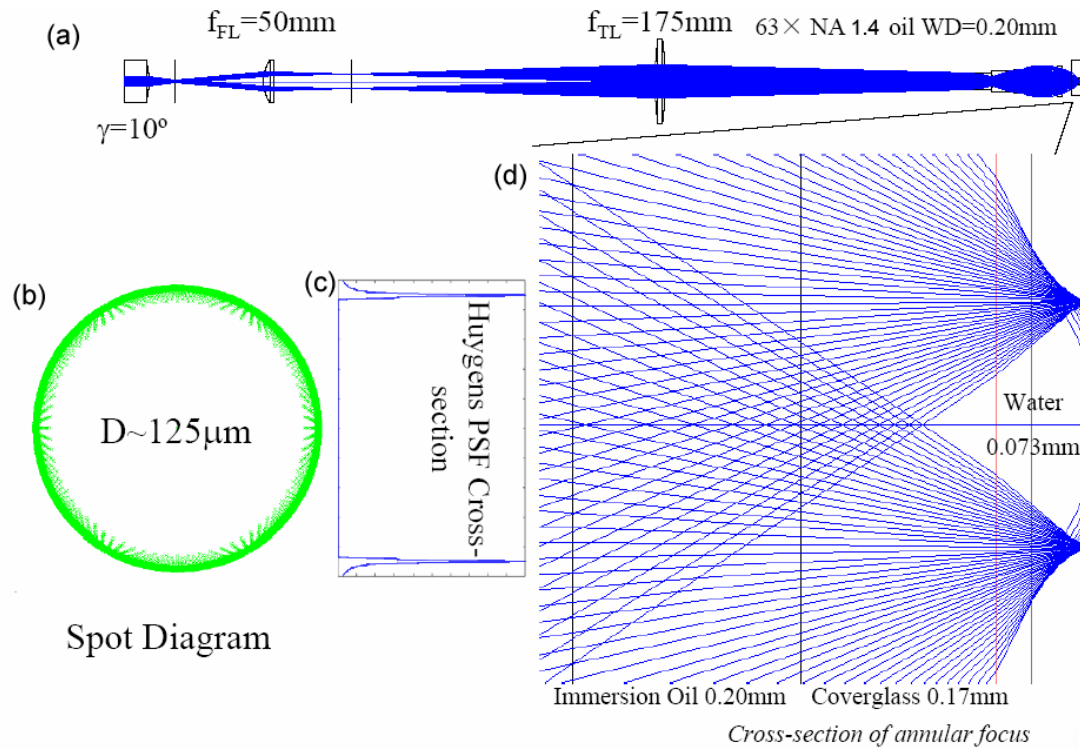 (a)
f_FL=50mm
f_TL=175mm
63× NA 1.4 oil WD=0.20mm
γ=10º
(d)
(b)
(c)
D~125μm
Huygens PSF Cross-
section
Water
0.073mm
Spot Diagram
Immersion Oil 0.20mm
Coverglass 0.17mm
Cross-section of annular focus